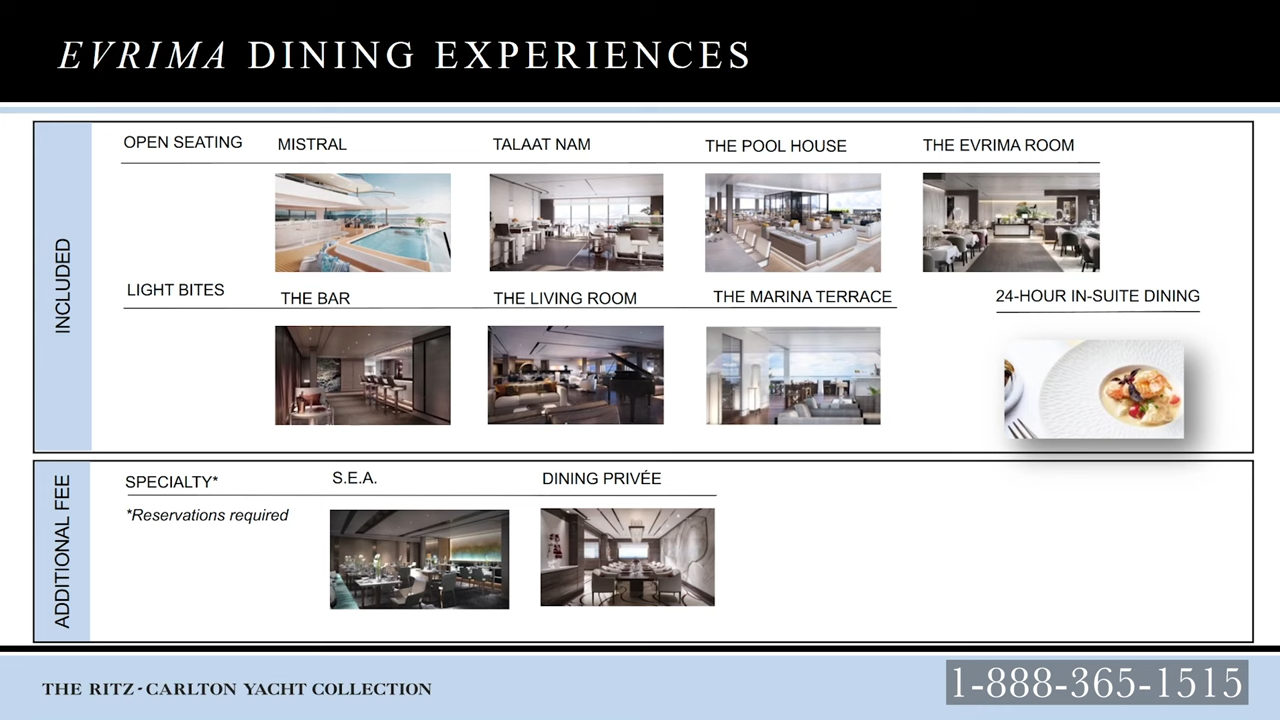 EVRIMA DINING EXPERIENCES
INCLUDED
OPEN SEATING
MISTRAL
TALAAT NAM
THE POOL HOUSE
THE EVRIMA ROOM
LIGHT BITES
THE BAR
THE LIVING ROOM
THE MARINA TERRACE
24-HOUR IN-SUITE DINING
ADDITIONAL FEE
SPECIALTY*
S.E.A.
DINING PRIVÉE
*Reservations required
THE RITZ-CARLTON YACHT COLLECTION
1-888-365-1515